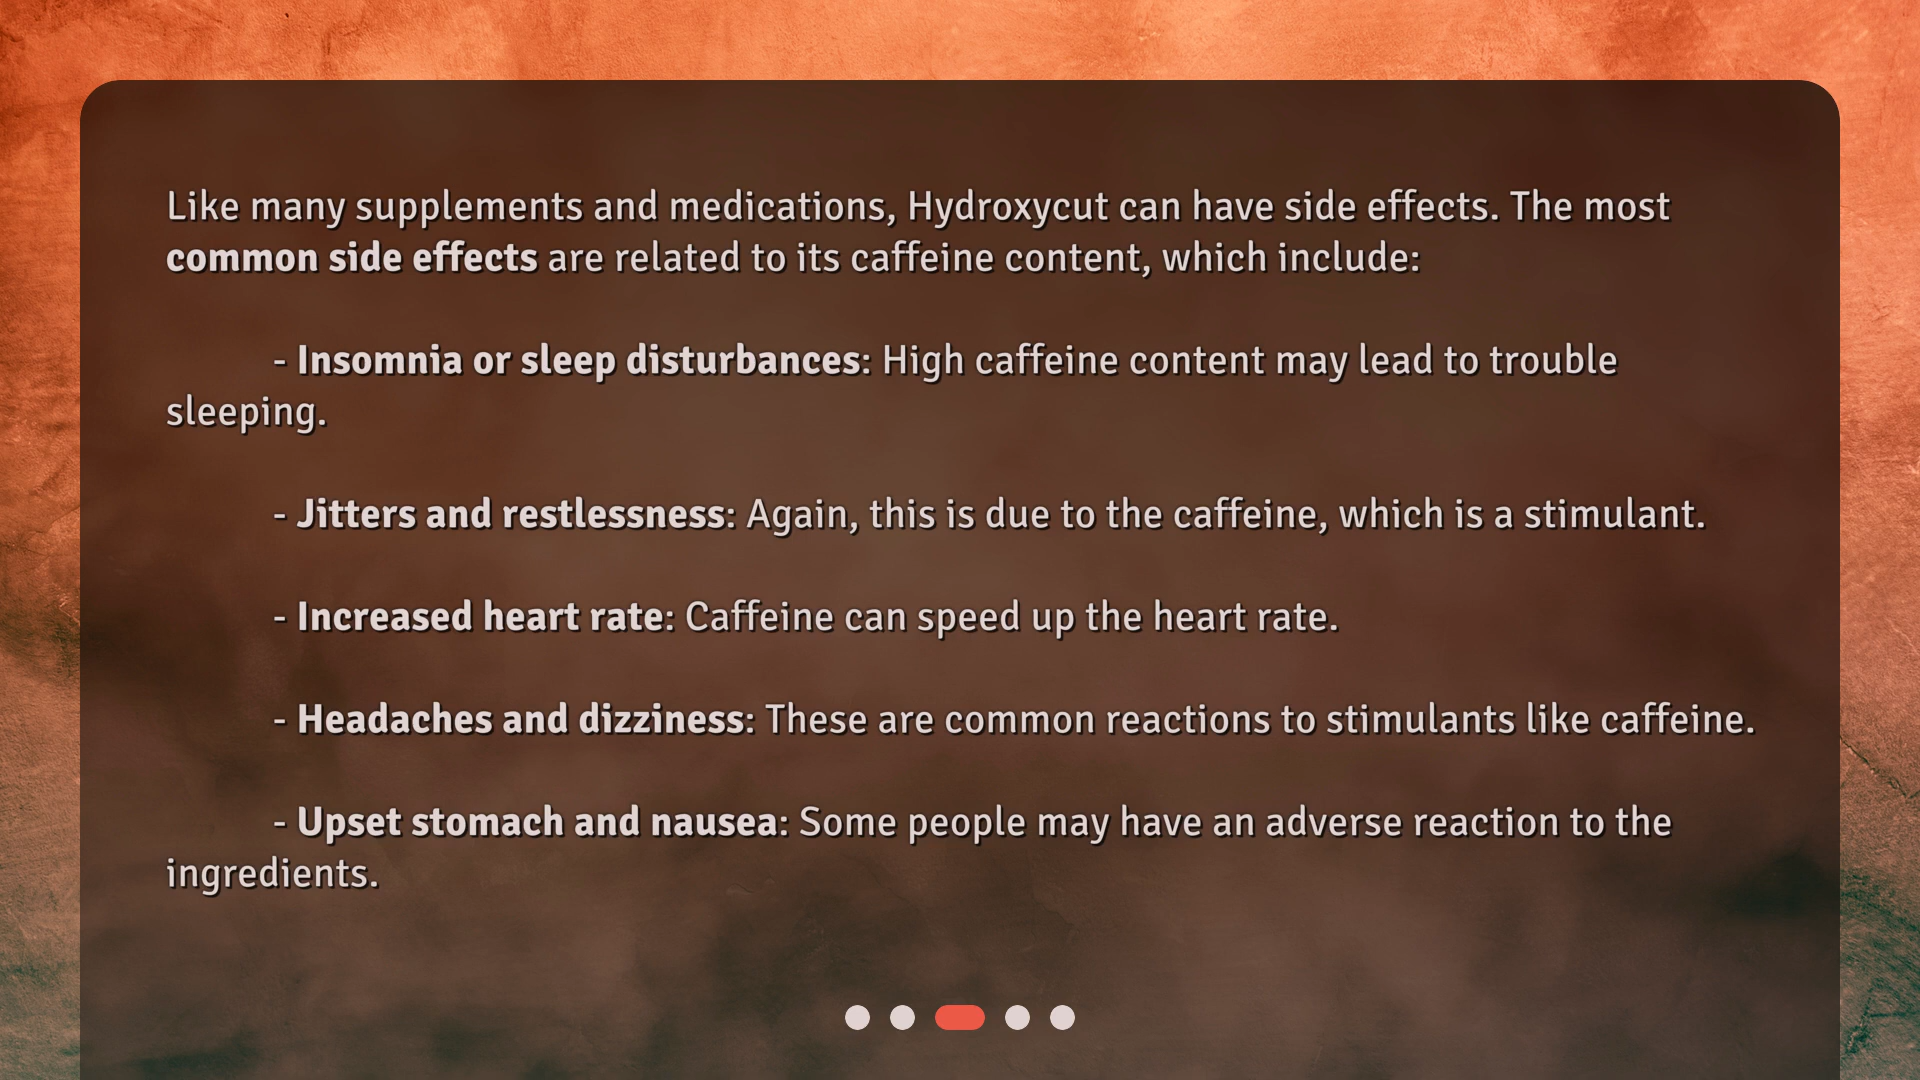 Like many supplements and medications, Hydroxycut can have side effects. The most
common side effects are related to its caffeine content, which include:
- Insomnia or sleep disturbances: High caffeine content may lead to trouble
sleeping.
- Jitters and restlessness: Again, this is due to the caffeine, which is a stimulant.
- Increased heart rate: Caffeine can speed up the heart rate.
- Headaches and dizziness: These are common reactions to stimulants like caffeine.
- Upset stomach and nausea: Some people may have an adverse reaction to the
ingredients.